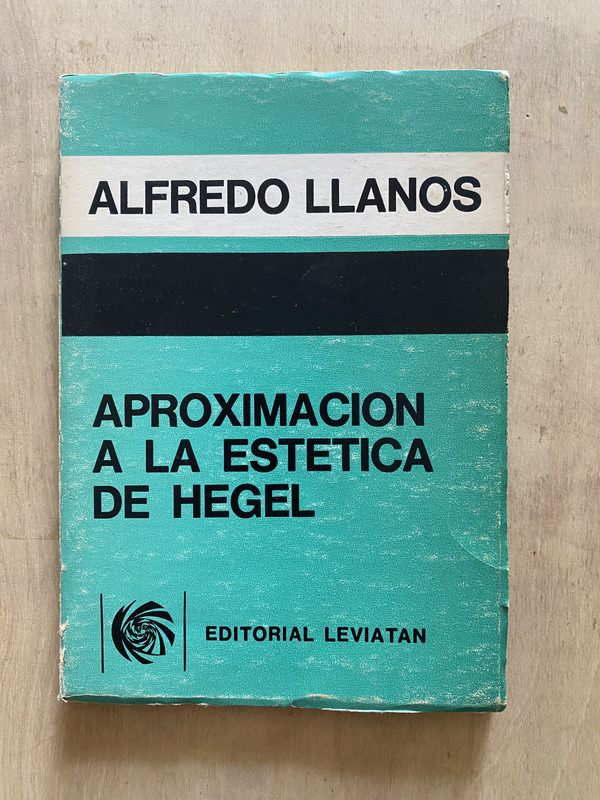 ALFREDO LLANOS
APROXIMACION
A LA ESTETICA
DE HEGEL
EDITORIAL LEVIATAN